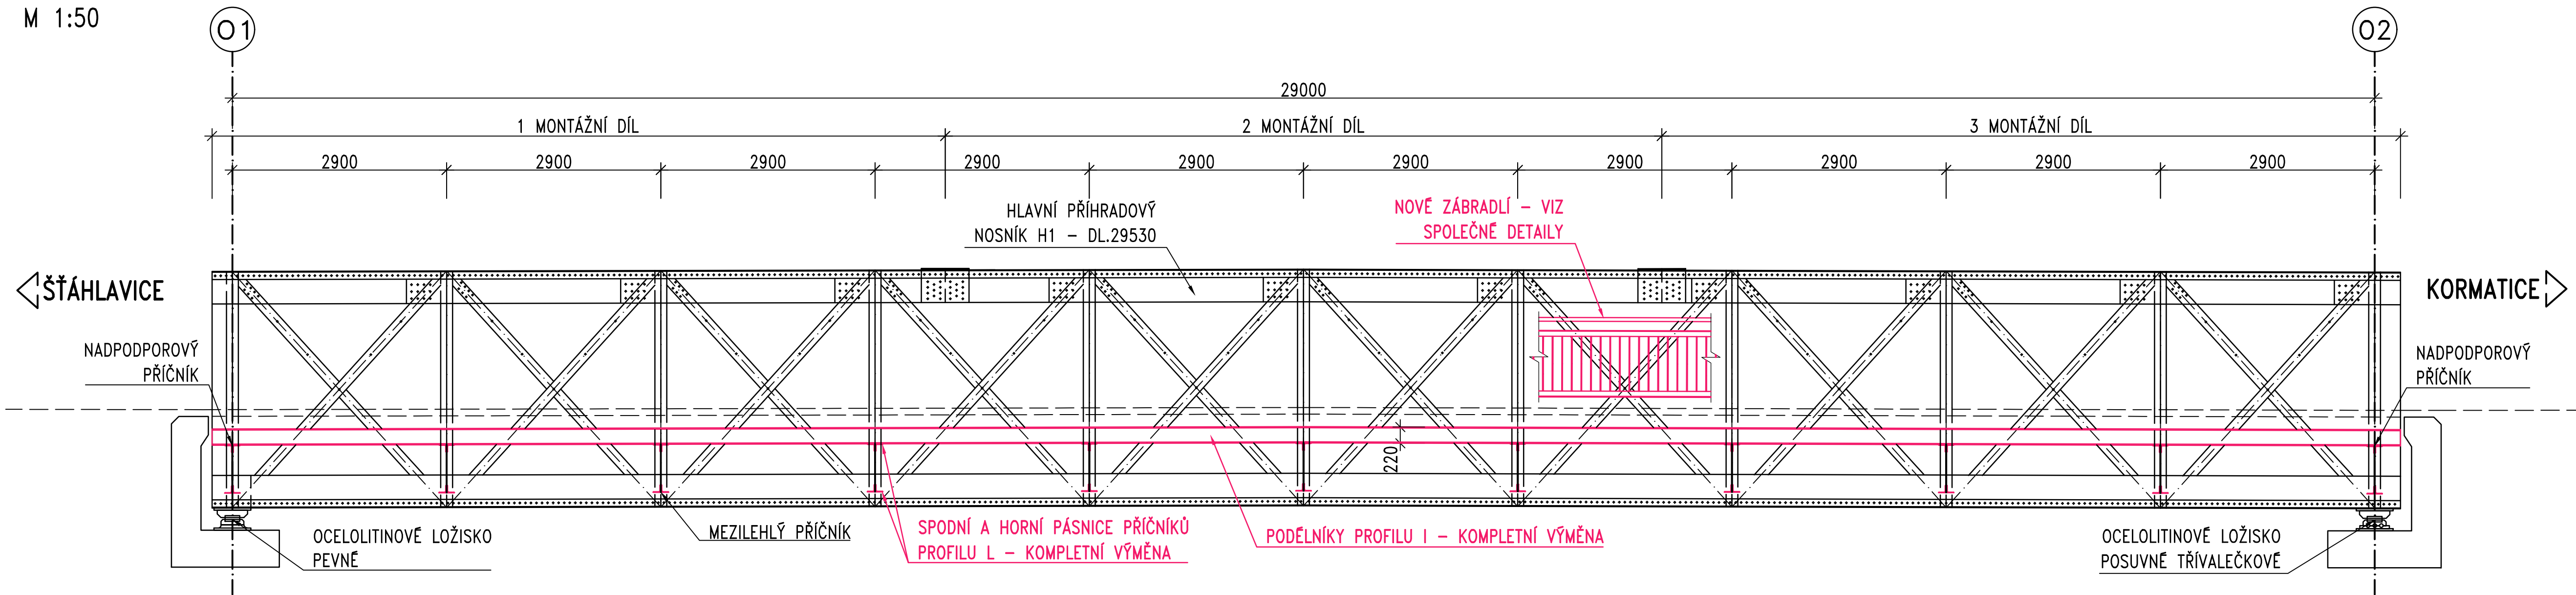 M 1:50
O1
O2
29000
1 MONTÁŽNÍ DÍL
2 MONTÁŽNÍ DÍL
3 MONTÁŽNÍ DÍL
2900
2900
2900
2900
2900
2900
2900
2900
2900
2900
HLAVNÍ PŘÍHRADOVÝ
NOSNÍK H1 – DL.29530
NOVÉ ZÁBRADLÍ – VIZ
SPOLEČNÉ DETAILY
ŠŤÁHLAVICE
KORMATICE
NADPODPOROVÝ
PŘÍČNÍK
NADPODPOROVÝ
PŘÍČNÍK
220
OCELOLITINOVÉ LOŽISKO
PEVNÉ
MEZILEHLÝ PŘÍČNÍK
SPODNÍ A HORNÍ PÁSNICE PŘÍČNÍKŮ
PROFILU L – KOMPLETNÍ VÝMĚNA
PODÉLNÍKY PROFILU I – KOMPLETNÍ VÝMĚNA
OCELOLITINOVÉ LOŽISKO
POSUVNÉ TŘÍVALEČKOVÉ